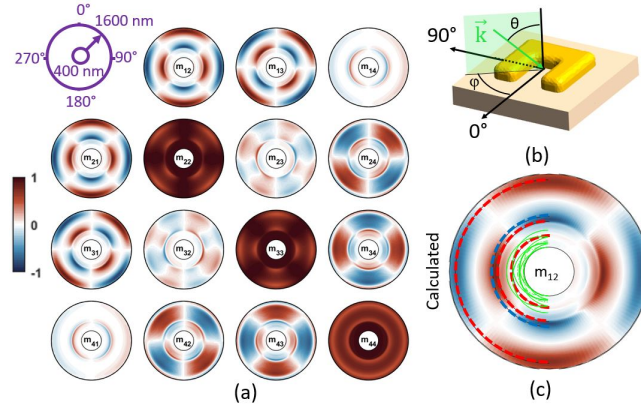 0°
1600 nm
270°
90°
400 nm
180°
m12
m13
m14
m21
m22
m23
m24
m31
m32
m33
m34
m41
m42
m43
m44
1
0
-1
(a)
θ
k
90°
φ
0°
(b)
Calculated
m12
(c)